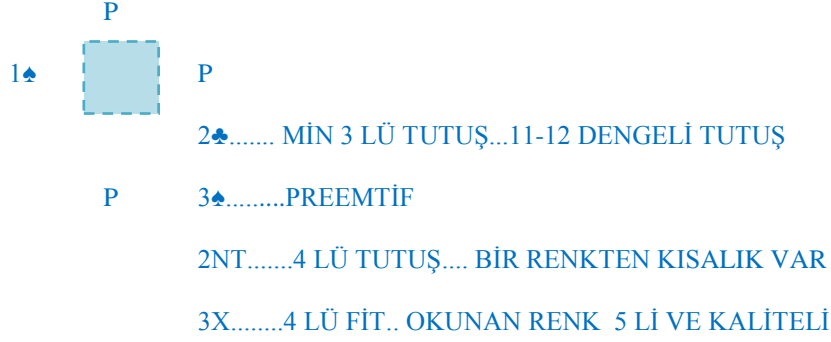 P
1♠ P
2♣....... MİN 3 LÜ TUTUŞ...11-12 DENGELİ TUTUŞ
P 3♠.........PREEMTİF
2NT.......4 LÜ TUTUŞ.... BİR RENKTEN KISALIK VAR
3X........4 LÜ FİT.. OKUNAN RENK 5 Lİ VE KALİTELİ